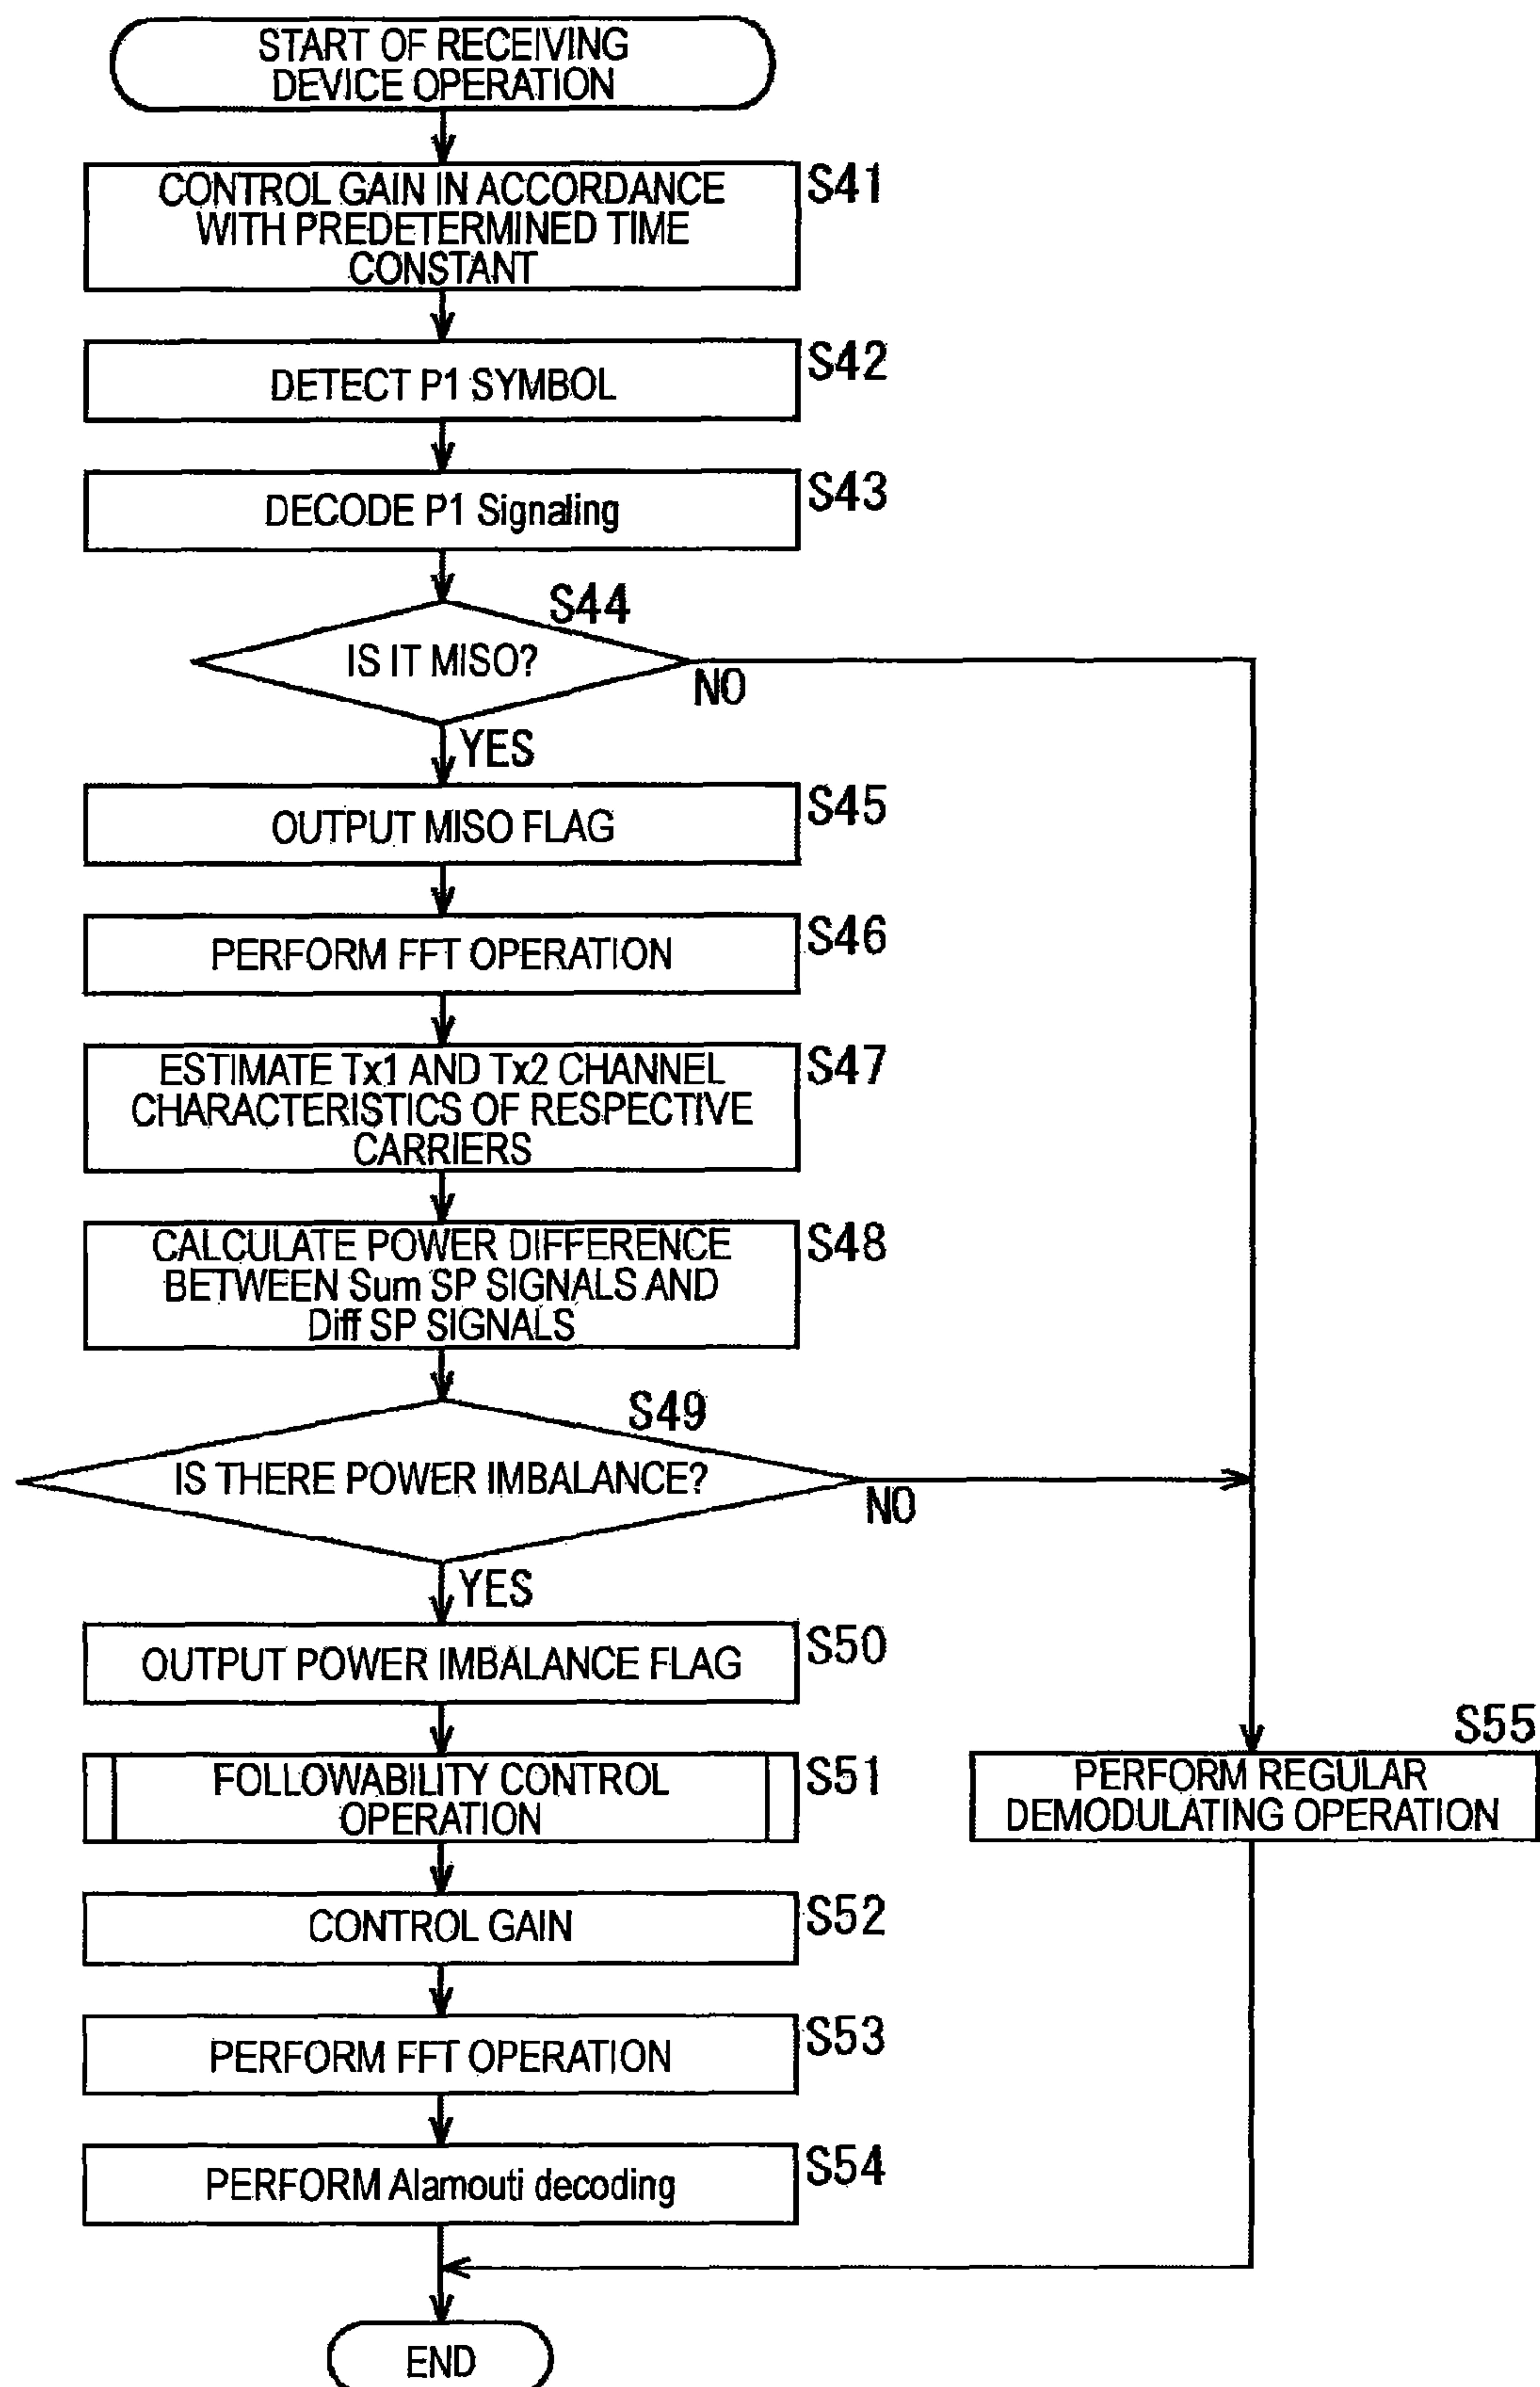 START OF RECEIVING
DEVICE OPERATION
CONTROL GAIN IN ACCORDANCE
WITH PREDETERMINED TIME
CONSTANT
S41
DETECT P1 SYMBOL
S42
DECODE P1 Signaling
S43
S44
IS IT MISO?
NO
YES
OUTPUT MISO FLAG
S45
PERFORM FFT OPERATION
S46
ESTIMATE Tx1 AND Tx2 CHANNEL
CHARACTERISTICS OF RESPECTIVE
CARRIERS
S47
CALCULATE POWER DIFFERENCE
BETWEEN Sum SP SIGNALS AND
Diff SP SIGNALS
S48
S49
IS THERE POWER IMBALANCE?
NO
YES
OUTPUT POWER IMBALANCE FLAG
S50
FOLLOWABILITY CONTROL
OPERATION
S51
S55
PERFORM REGULAR
DEMODULATING OPERATION
CONTROL GAIN
S52
PERFORM FFT OPERATION
S53
PERFORM Alamouti decoding
S54
END